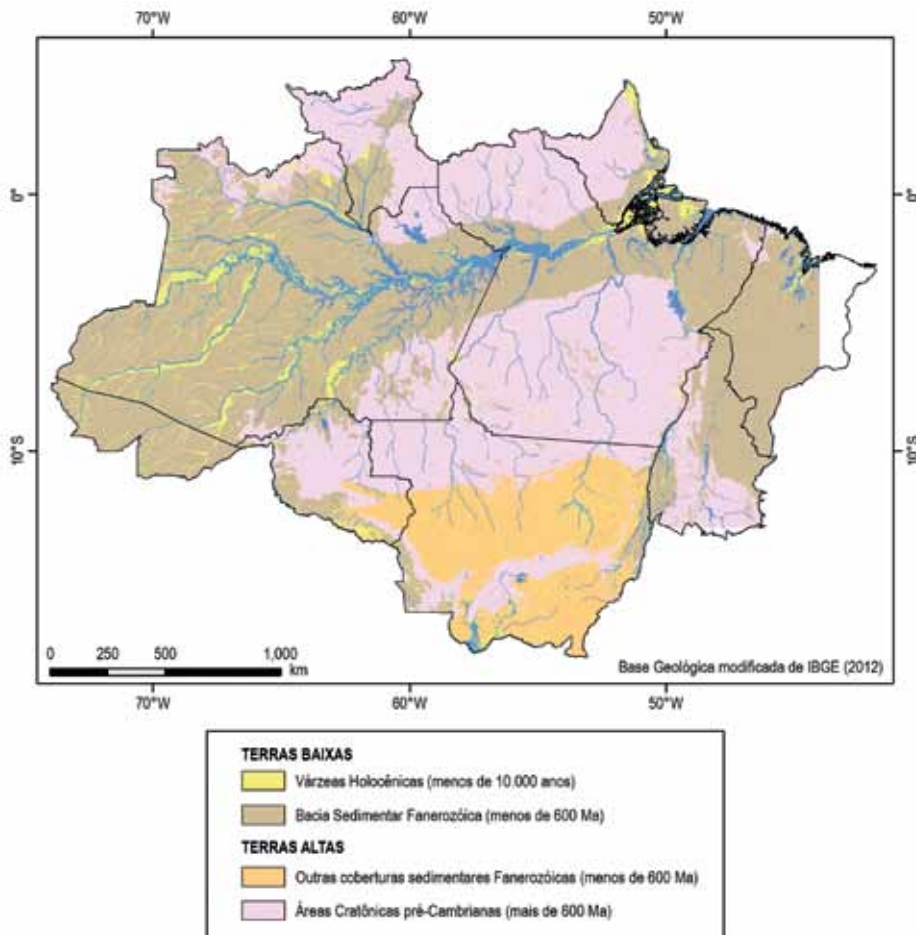 70°W 60°W 50°W
0°
0°
10°S
10°S
0 250 500 1,000
km
Base Geológica modificada de IBGE (2012)
70°W 60°W 50°W
TERRAS BAIXAS
Várzeas Holocênicas (menos de 10.000 anos)
Bacia Sedimentar Fanerozóica (menos de 600 Ma)
TERRAS ALTAS
Outras coberturas sedimentares Fanerozóicas (menos de 600 Ma)
Áreas Cratônicas pré-Cambrianas (mais de 600 Ma)